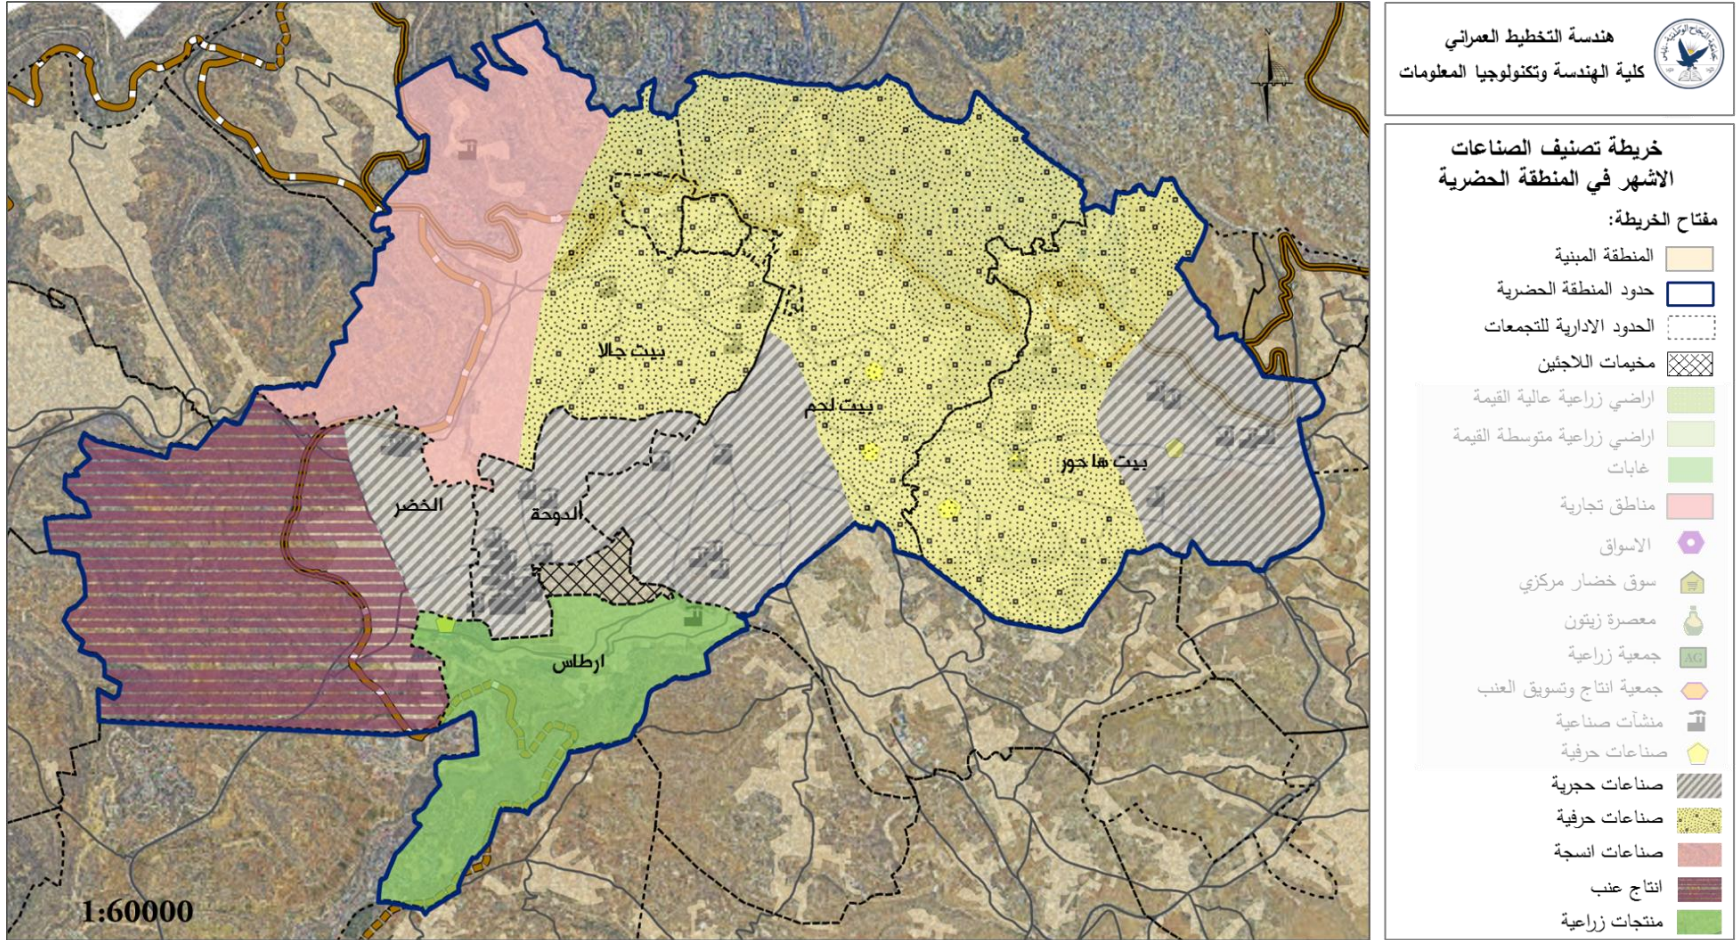 هندسة التخطيط العمراني
كلية الهندسة وتكنولوجيا المعلومات
خريطة تصنيف الصناعات
الاشهر في المنطقة الحضرية
مفتاح الخريطة:
المنطقة المبنية
حدود المنطقة الحضرية
الحدود الادارية للتجمعات
مخيمات اللاجئين
اراضي زراعية عالية القيمة
اراضي زراعية متوسطة القيمة
غابات
مناطق تجارية
الاسواق
سوق خضار مركزي
معصرة زيتون
جمعية زراعية
AG
جمعية انتاج وتسويق العنب
منشآت صناعية
صناعات حرفية
صناعات حجرية
صناعات حرفية
صناعات انسجة
انتاج عنب
منتجات زراعية
بيت جالا
بيت لحم
بيت ساحور
الخضر
الدوحة
ارطاس
1:60000